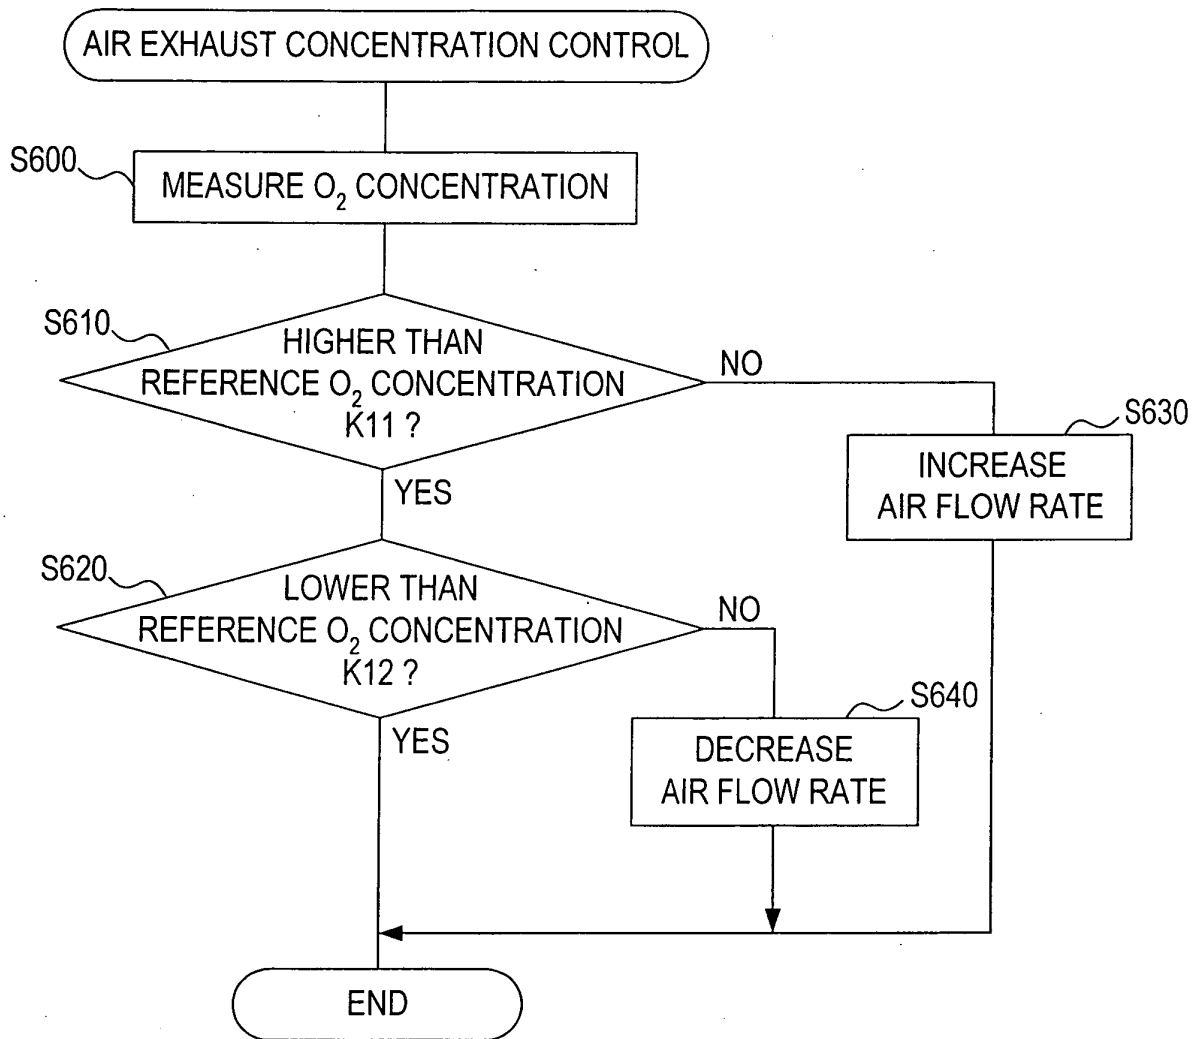 AIR EXHAUST CONCENTRATION CONTROL
S600
MEASURE O₂ CONCENTRATION
S610
HIGHER THAN
REFERENCE O₂ CONCENTRATION
K11 ?
NO
YES
S630
INCREASE
AIR FLOW RATE
S620
LOWER THAN
REFERENCE O₂ CONCENTRATION
K12 ?
NO
YES
S640
DECREASE
AIR FLOW RATE
END